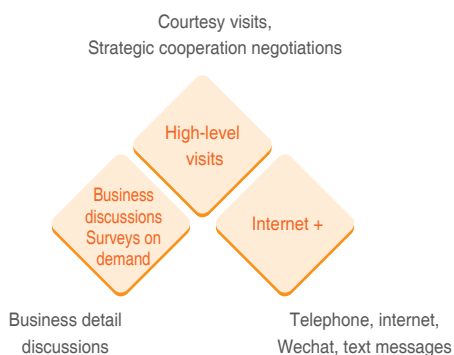 Courtesy visits,
Strategic cooperation negotiations
High-level
visits
Business
discussions
Surveys on
demand
Internet +
Business detail
discussions
Telephone, internet,
Wechat, text messages